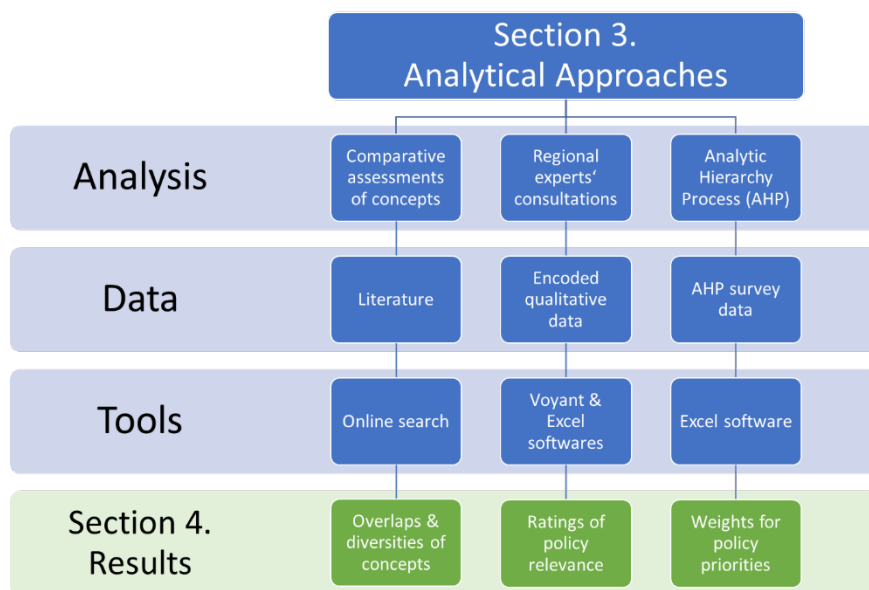 Section 3.
Analytical Approaches
Analysis
Comparative
assessments
of concepts
Regional
experts‘
consultations
Analytic
Hierarchy
Process (AHP)
Data
Literature
Encoded
qualitative
data
AHP survey
data
Tools
Online search
Voyant &
Excel
softwares
Excel software
Section 4.
Results
Overlaps &
diversities of
concepts
Ratings of
policy
relevance
Weights for
policy
priorities